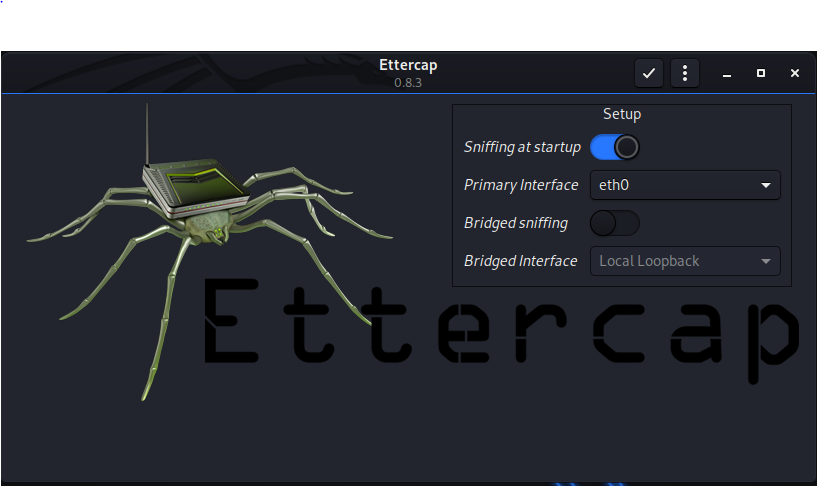 .
Ettercap
0.8.3
Setup
Sniffing at startup
Primary Interface eth0
Bridged sniffing
Bridged Interface Local Loopback
Ettercap